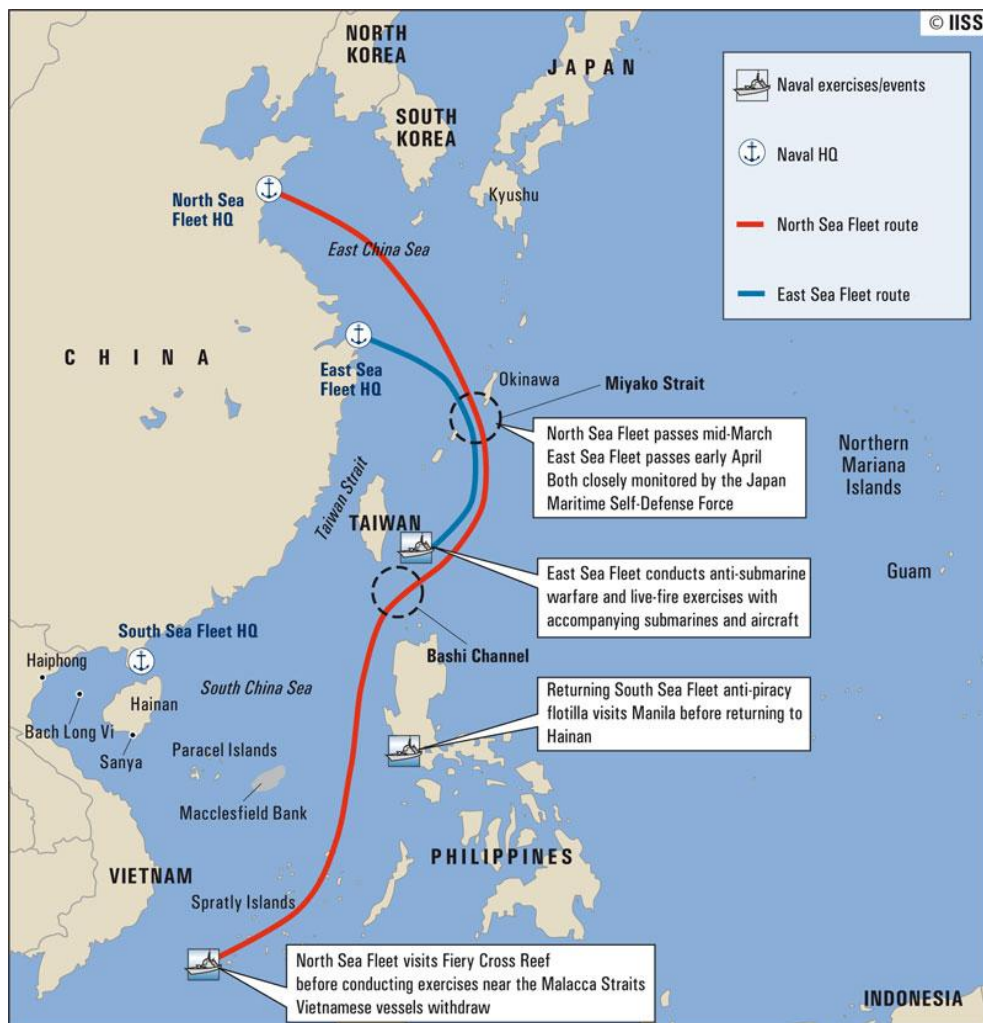 © IISS
NORTH
KOREA
JAPAN
SOUTH
KOREA
Naval exercises/events
Naval HQ
North Sea Fleet route
East Sea Fleet route
North Sea
Fleet HQ
Kyushu
East China Sea
CHINA
East Sea
Fleet HQ
Okinawa
Miyako Strait
North Sea Fleet passes mid-March
East Sea Fleet passes early April
Both closely monitored by the Japan
Maritime Self-Defense Force
Northern
Mariana
Islands
Taiwan Strait
TAIWAN
Guam
East Sea Fleet conducts anti-submarine
warfare and live-fire exercises with
accompanying submarines and aircraft
South Sea Fleet HQ
Bashi Channel
Haiphong
Hainan
South China Sea
Bach Long Vi
Sanya
Returning South Sea Fleet anti-piracy
flotilla visits Manila before returning to
Hainan
Paracel Islands
Macclesfield Bank
VIETNAM
PHILIPPINES
Spratly Islands
North Sea Fleet visits Fiery Cross Reef
before conducting exercises near the Malacca Straits
Vietnamese vessels withdraw
INDONESIA